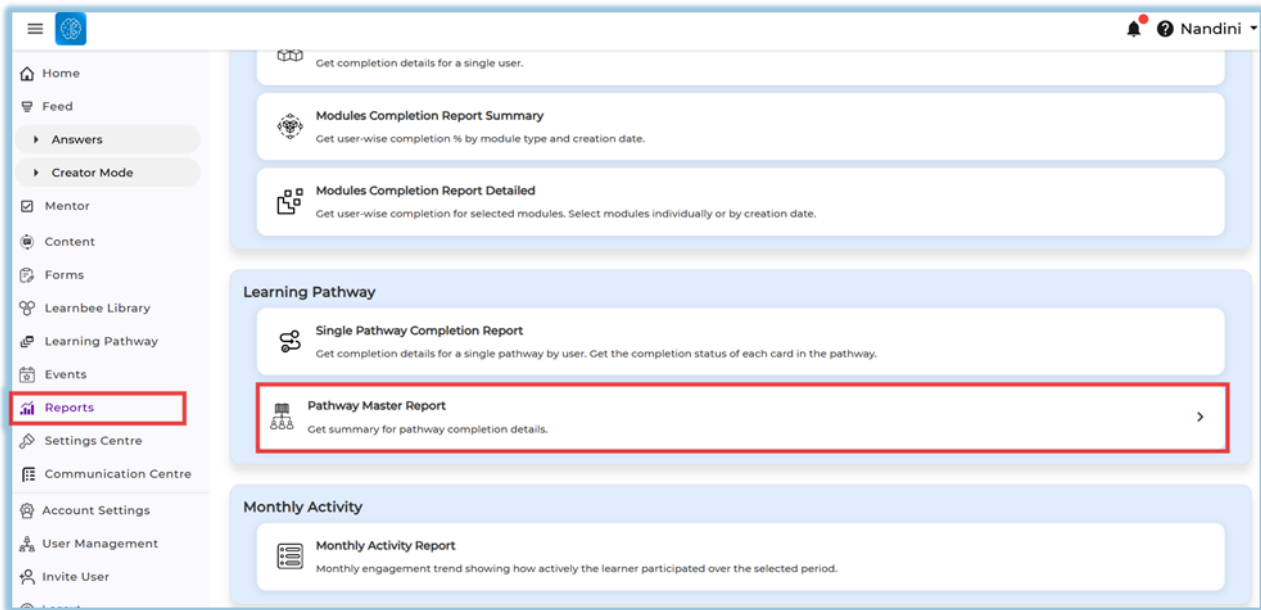 Nandini
Home
Feed
Answers
Creator Mode
Mentor
Content
Forms
Learnbee Library
Learning Pathway
Events
Reports
Settings Centre
Communication Centre
Account Settings
User Management
Invite User
Get completion details for a single user.
Modules Completion Report Summary
Get user-wise completion % by module type and creation date.
Modules Completion Report Detailed
Get user-wise completion for selected modules. Select modules individually or by creation date.
Learning Pathway
Single Pathway Completion Report
Get completion details for a single pathway by user. Get the completion status of each card in the pathway.
Pathway Master Report
Get summary for pathway completion details.
Monthly Activity
Monthly Activity Report
Monthly engagement trend showing how actively the learner participated over the selected period.